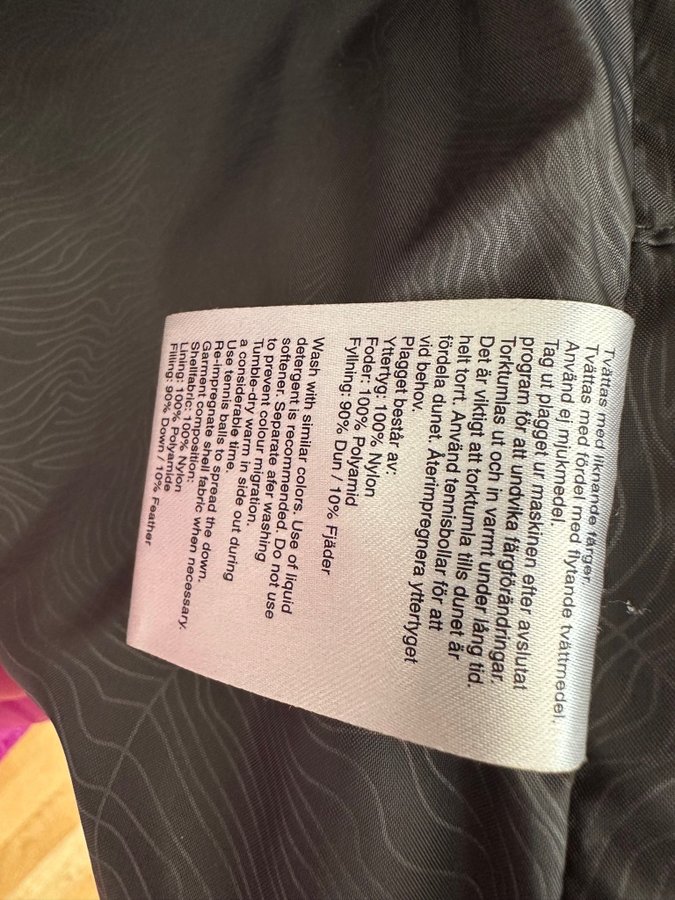 Tvättas med liknande färger.
Tvättas med fördel med flytande tvättmedel.
Använd ej mjukmedel.
Tag ut plagget ur maskinen efter avslutat
program för att undvika färgförändringar.
Torktumlas ut och in varmt under lång tid.
Det är viktigt att torktumla tills dunet är
helt torrt. Använd tennisbollar för att
fördela dunet. Återimpregnera yttertyget
vid behov.
Plagget består av:
Yttertyg: 100% Nylon
Foder: 100% Polyamid
Fyllning: 90% Dun / 10% Fjäder
Wash with similar colors. Use of liquid
detergent is recommended. Do not use
softener. Separate afer washing
to prevent colour migration.
Tumble-dry warm in side out during
a considerable time.
Use tennis balls to spread the down.
Re-impregnate shell fabric when necessary.
Garment composition:
Shellfabric: 100% Nylon
Lining: 100% Polyamide
Filling: 90% Down / 10% Feather